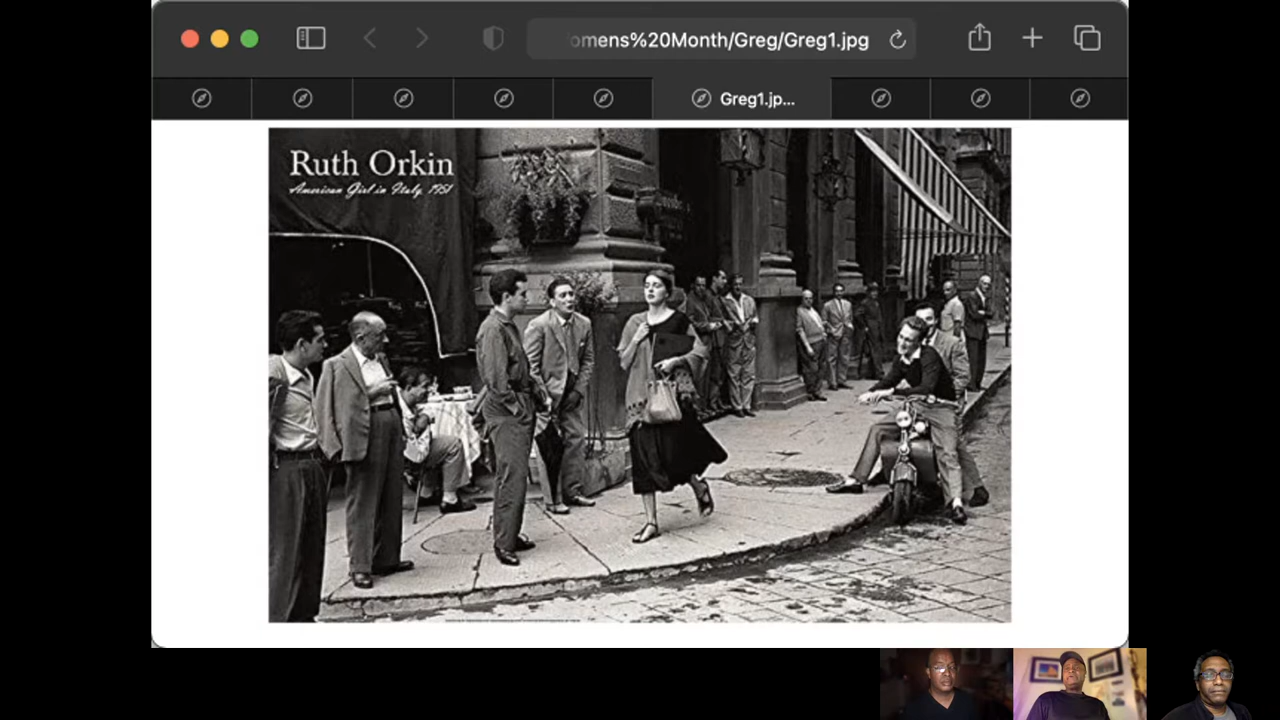 omens%20Month/Greg/Greg1.jpg
Greg1.jp...
Ruth Orkin
American Girl in Italy, 1951